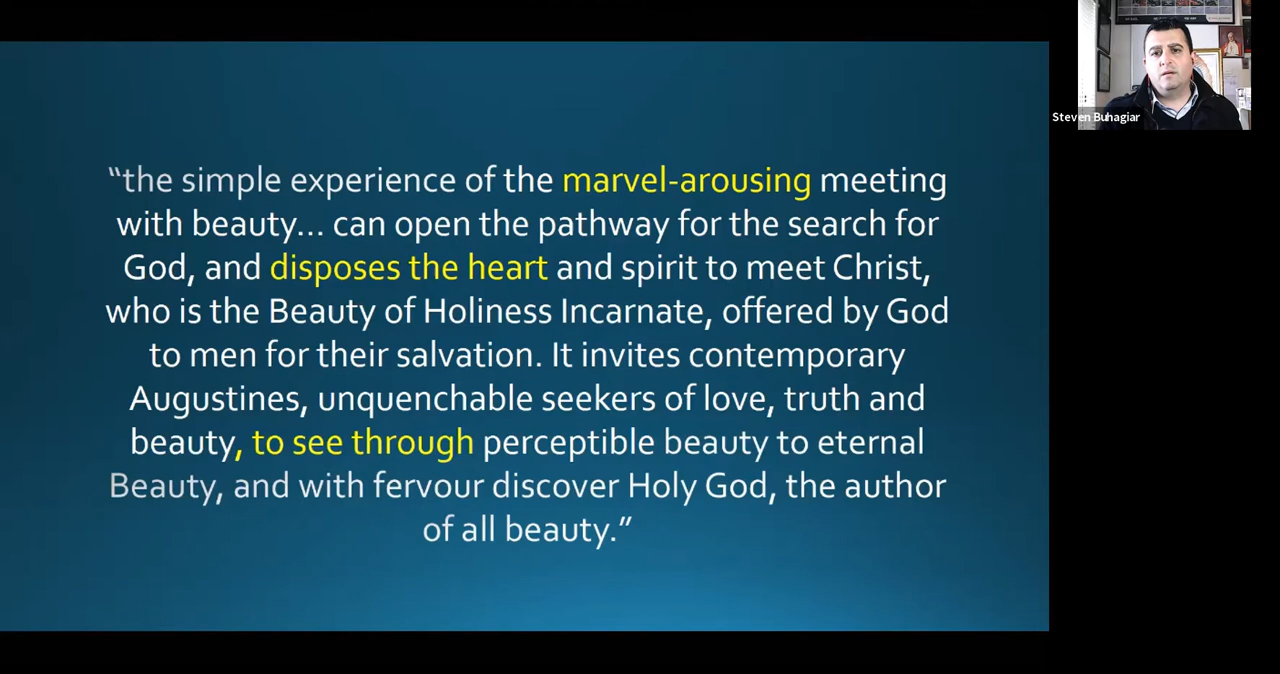 “the simple experience of the marvel-arousing meeting
with beauty... can open the pathway for the search for
God, and disposes the heart and spirit to meet Christ,
who is the Beauty of Holiness Incarnate, offered by God
to men for their salvation. It invites contemporary
Augustines, unquenchable seekers of love, truth and
beauty, to see through perceptible beauty to eternal
Beauty, and with fervour discover Holy God, the author
of all beauty.”
Steven Buhagiar